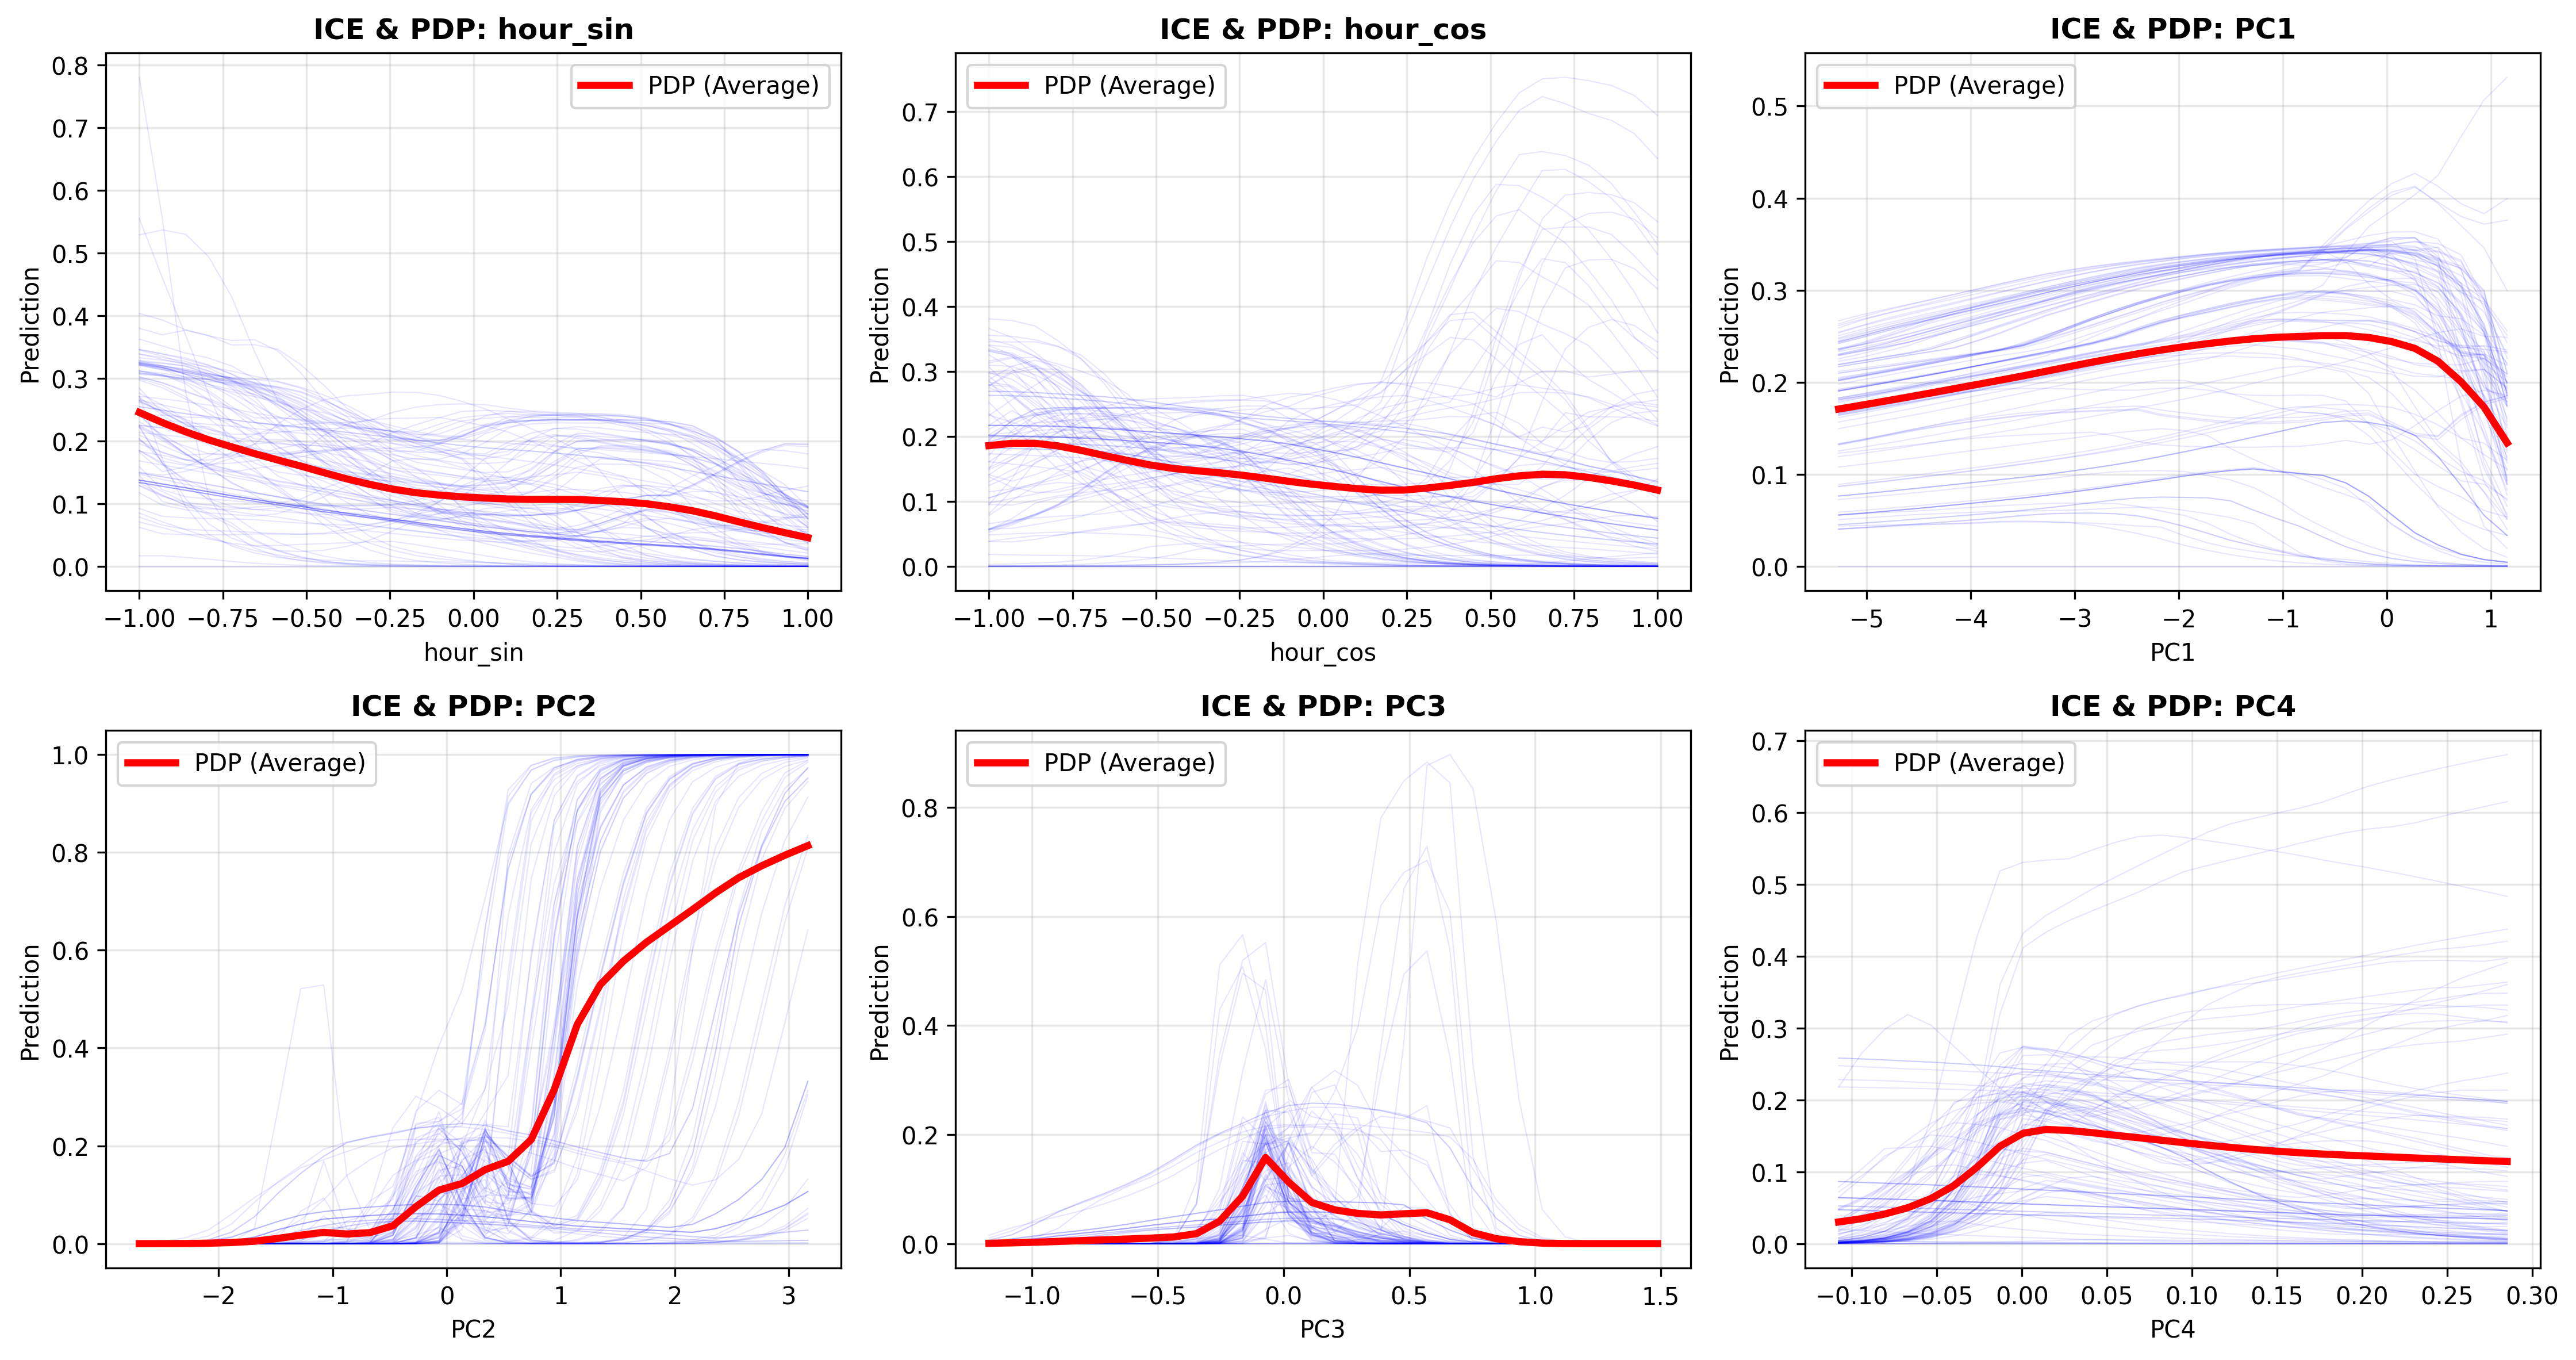 ICE & PDP: hour_sin
PDP (Average)
Prediction
0.8
0.7
0.6
0.5
0.4
0.3
0.2
0.1
0.0
−1.00 −0.75 −0.50 −0.25 0.00 0.25 0.50 0.75 1.00
hour_sin
ICE & PDP: hour_cos
PDP (Average)
Prediction
0.7
0.6
0.5
0.4
0.3
0.2
0.1
0.0
−1.00 −0.75 −0.50 −0.25 0.00 0.25 0.50 0.75 1.00
hour_cos
ICE & PDP: PC1
PDP (Average)
Prediction
0.5
0.4
0.3
0.2
0.1
0.0
−5 −4 −3 −2 −1 0 1
PC1
ICE & PDP: PC2
PDP (Average)
Prediction
1.0
0.8
0.6
0.4
0.2
0.0
−2 −1 0 1 2 3
PC2
ICE & PDP: PC3
PDP (Average)
Prediction
0.8
0.6
0.4
0.2
0.0
−1.0 −0.5 0.0 0.5 1.0 1.5
PC3
ICE & PDP: PC4
PDP (Average)
Prediction
0.7
0.6
0.5
0.4
0.3
0.2
0.1
0.0
−0.10 −0.05 0.00 0.05 0.10 0.15 0.20 0.25 0.30
PC4